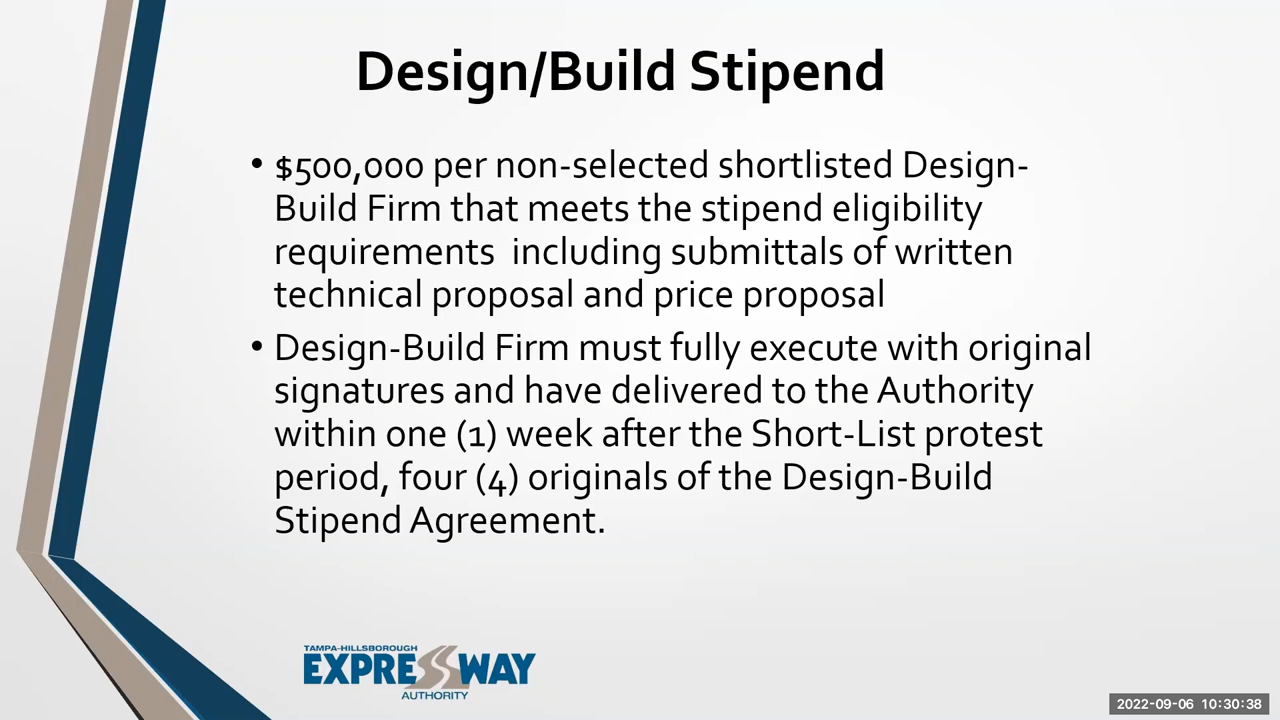 Design/Build Stipend
• $500,000 per non-selected shortlisted Design-
Build Firm that meets the stipend eligibility
requirements  including submittals of written
technical proposal and price proposal
• Design-Build Firm must fully execute with original
signatures and have delivered to the Authority
within one (1) week after the Short-List protest
period, four (4) originals of the Design-Build
Stipend Agreement.
TAMPA-HILLSBOROUGH
EXPRESSWAY
AUTHORITY
2022-09-06 10:30:38